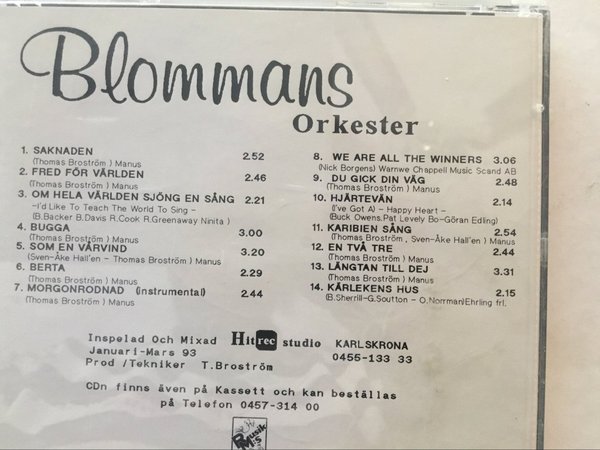 Blommans
Orkester
1. SAKNADEN 2.52
(Thomas Broström) Manus
2. FRED FÖR VÄRLDEN 2.46
(Thomas Broström) Manus
3. OM HELA VÄRLDEN SJÖNG EN SÅNG 2.21
-I'd Like To Teach The World To Sing -
(B.Backer B.Davis R.Cook R.Greenaway Ninita )
4. BUGGA 3.00
(Thomas Broström) Manus
5. SOM EN VÅRVIND 3.20
(Sven-Åke Hall'en - Thomas Broström) Manus
6. BERTA 2.29
(Thomas Broström ) Manus
7. MORGONRODNAD (instrumental) 2.44
(Thomas Broström) Manus
8. WE ARE ALL THE WINNERS 3.06
(Nick Borgens) Warnwe Chappell Music Scand AB
9. DU GICK DIN VÄG 2.48
(Thomas Broström ) Manus
10. HJÄRTEVÄN 2.14
(I've Got A) - Happy Heart -
(Buck Owens.Pat Levely Bo-Göran Edling)
11. KARIBIEN SÅNG 2.54
(Thomas Broström , Sven-Åke Hall'en ) Manus
12. EN TVÅ TRE 2.44
(Thomas Broström ) Manus
13. LÄNGTAN TILL DEJ 3.31
(Thomas Broström ) Manus
14. KÄRLEKENS HUS 2.15
(B.Sherrill-G.Soutton - O.Norrman)Ehrling frl.
Inspelad Och Mixad Hit rec studio KARLSKRONA
Januari-Mars 93 0455-133 33
Prod /Tekniker T.Broström
CDn finns även på Kassett och kan beställas
på Telefon 0457-314 00